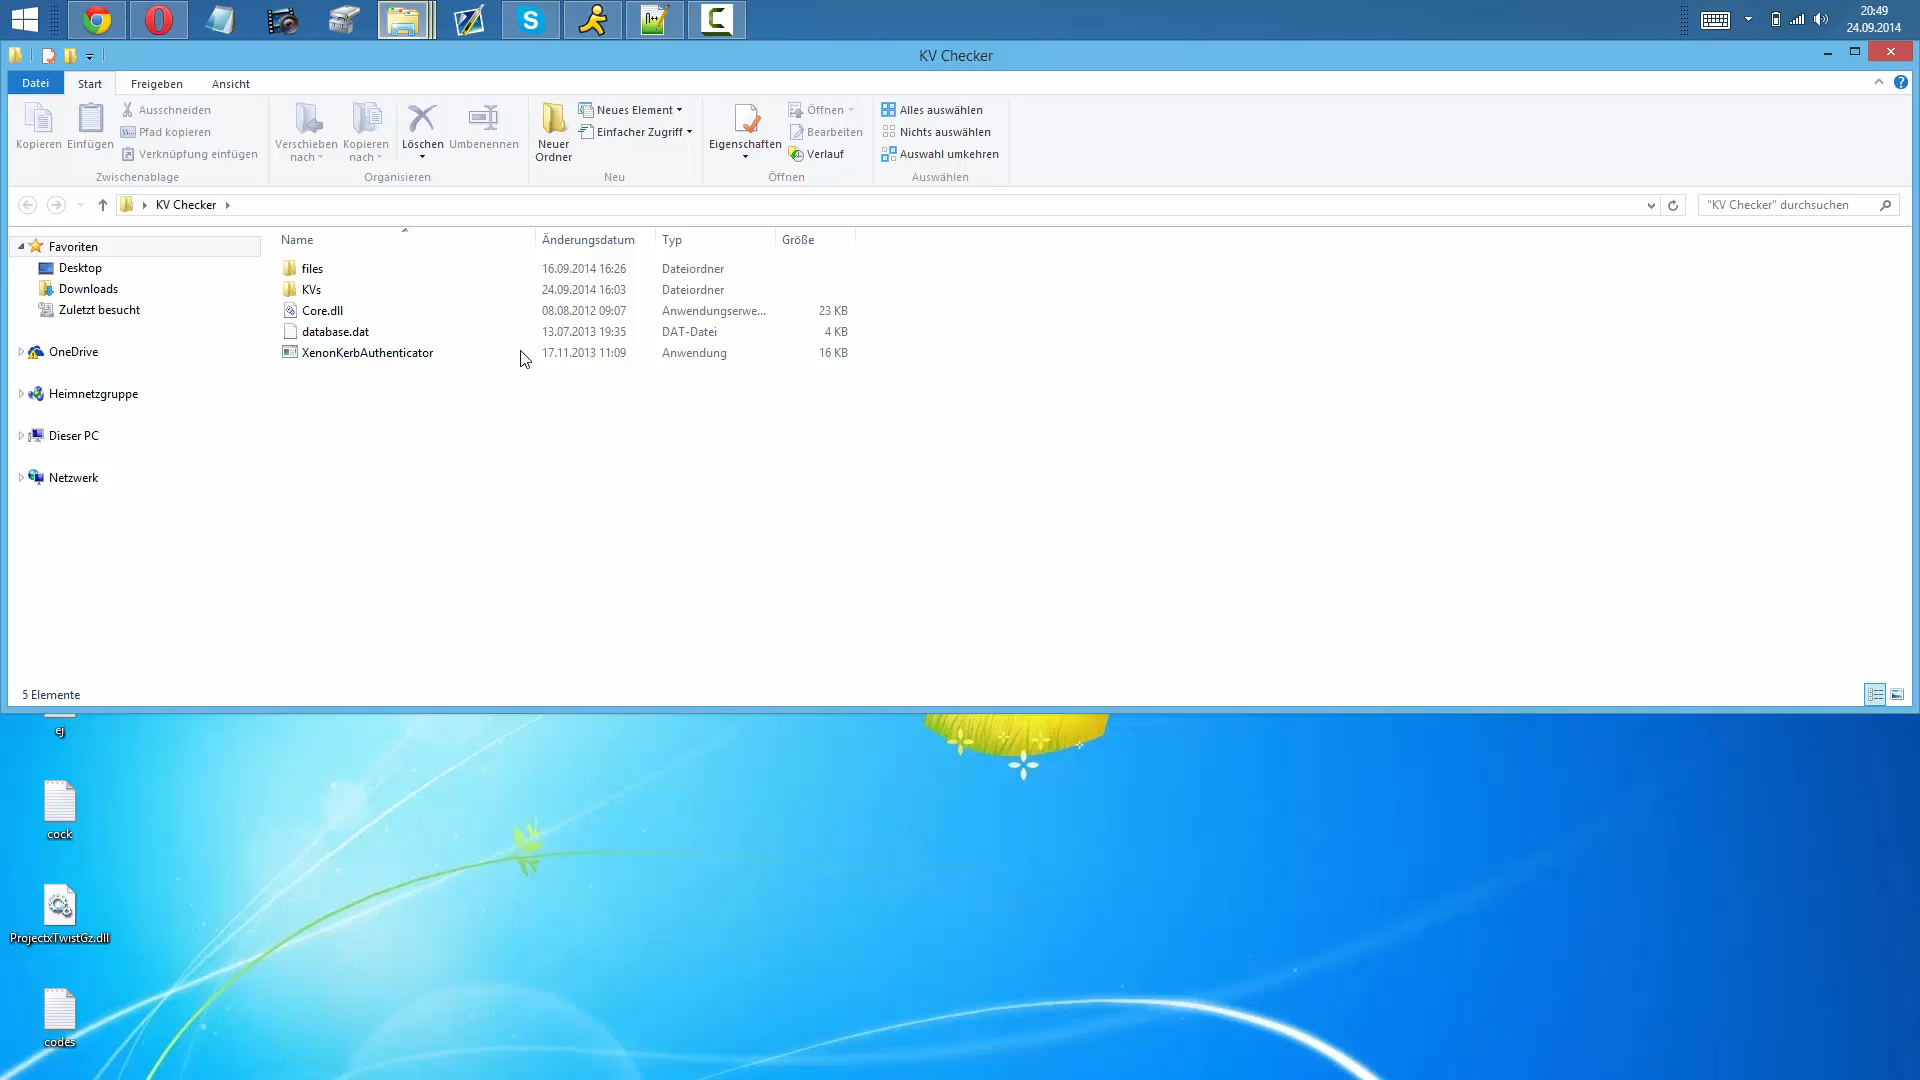 20:49
24.09.2014
KV Checker
Datei Start Freigeben Ansicht
Kopieren Einfügen Ausschneiden Pfad kopieren Verknüpfung einfügen
Zwischenablage
Verschieben nach Kopieren nach Löschen Umbenennen
Organisieren
Neuer Ordner Neues Element Einfacher Zugriff
Neu
Eigenschaften Öffnen Bearbeiten Verlauf
Öffnen
Alles auswählen
Nichts auswählen
Auswahl umkehren
Auswählen
KV Checker
"KV Checker" durchsuchen
Favoriten
Desktop
Downloads
Zuletzt besucht
OneDrive
Heimnetzgruppe
Dieser PC
Netzwerk
Name Änderungsdatum Typ Größe
files 16.09.2014 16:26 Dateiordner
KVs 24.09.2014 16:03 Dateiordner
Core.dll 08.08.2012 09:07 Anwendungserwe... 23 KB
database.dat 13.07.2013 19:35 DAT-Datei 4 KB
XenonKerbAuthenticator 17.11.2013 11:09 Anwendung 16 KB
5 Elemente
ej
cock
ProjectxTwistGz.dll
codes